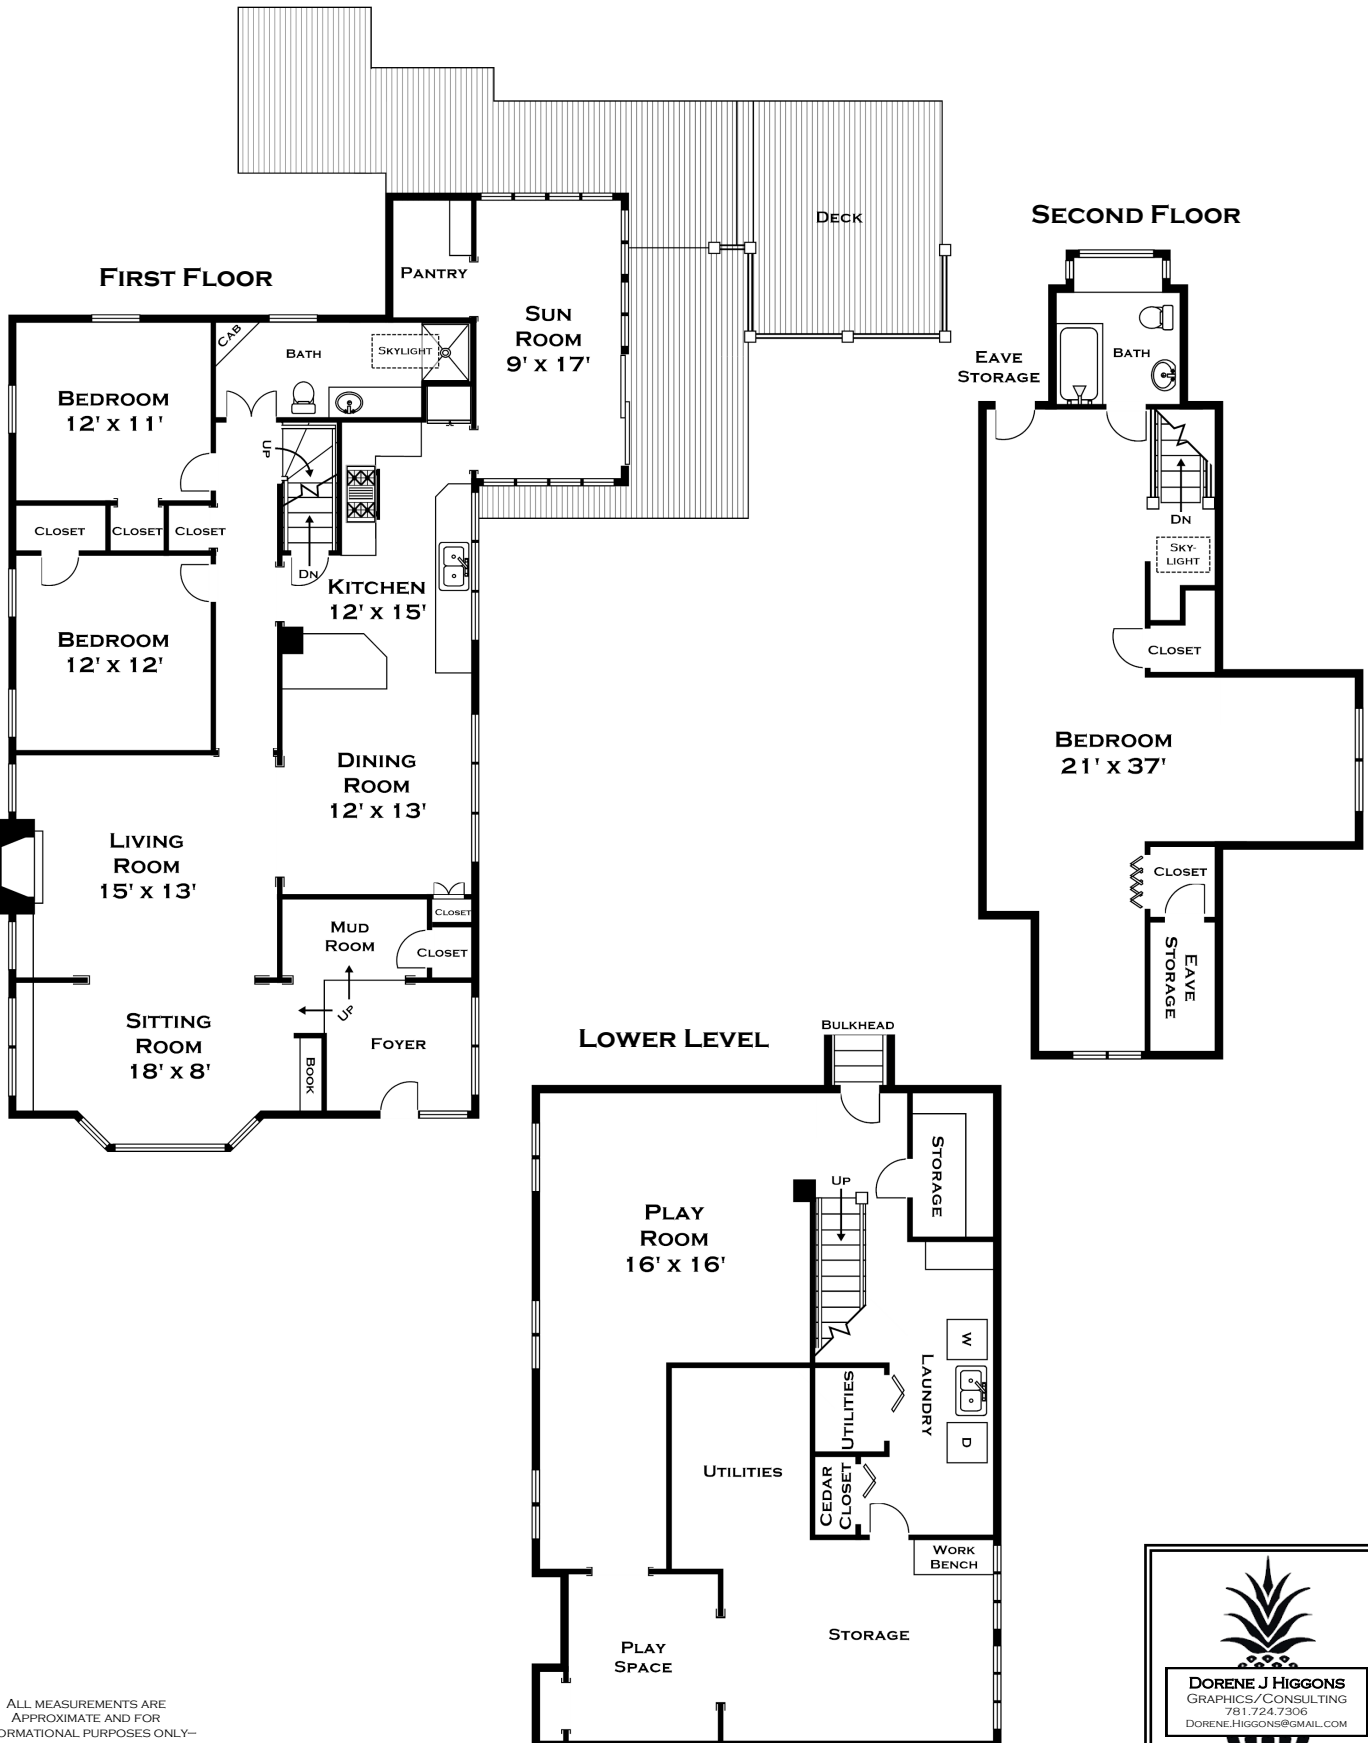 DECK
SECOND FLOOR
FIRST FLOOR
PANTRY
SUN
ROOM
9' X 17'
CAB
BATH
SKYLIGHT
BEDROOM
12' X 11'
UP
CLOSET
CLOSET
CLOSET
DN
KITCHEN
12' X 15'
BEDROOM
12' X 12'
DINING
ROOM
12' X 13'
LIVING
ROOM
15' X 13'
CLOSET
MUD
ROOM
CLOSET
UP
SITTING
ROOM
18' X 8'
BOOK
FOYER
EAVE
STORAGE
BATH
DN
SKY-
LIGHT
CLOSET
BEDROOM
21' X 37'
CLOSET
EAVE
STORAGE
LOWER LEVEL
BULKHEAD
STORAGE
UP
PLAY
ROOM
16' X 16'
W
LAUNDRY
D
UTILITIES
UTILITIES
CEDAR
CLOSET
WORK
BENCH
STORAGE
PLAY
SPACE
ALL MEASUREMENTS ARE
APPROXIMATE AND FOR
ORMATIONAL PURPOSES ONLY–
DORENE J HIGGONS
GRAPHICS/CONSULTING
781.724.7306
DORENE.HIGGONS@GMAIL.COM